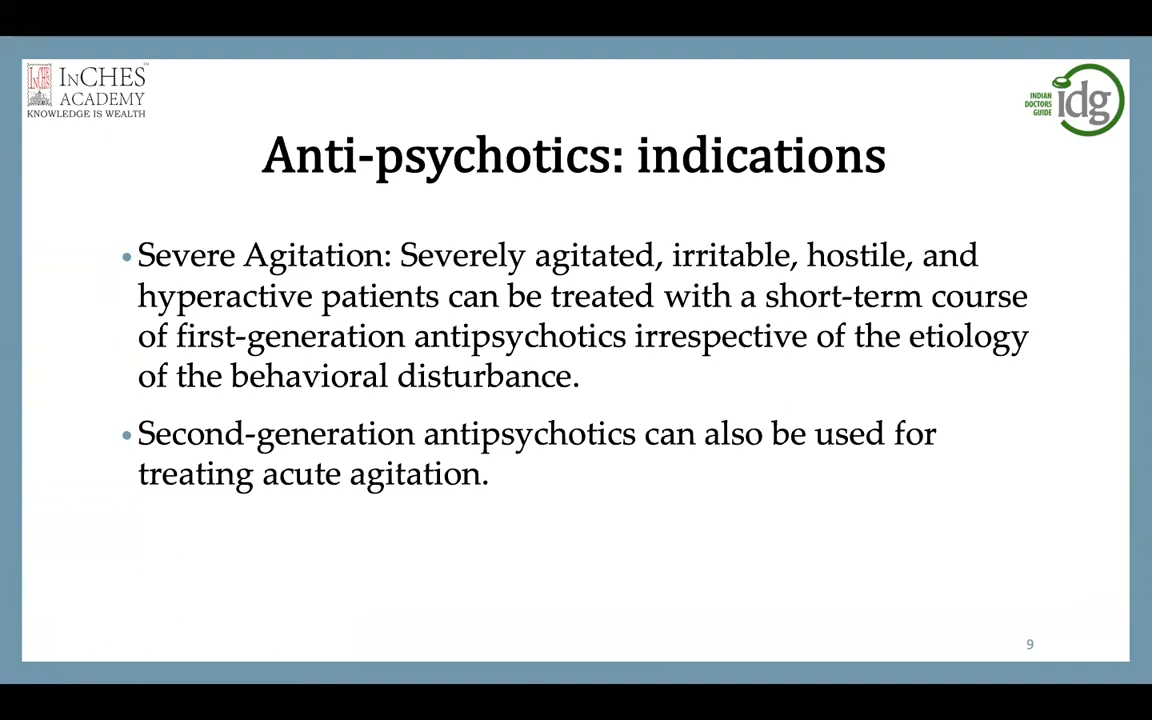 INCHES
ACADEMY
KNOWLEDGE IS WEALTH
INDIAN
DOCTORS
GUIDE
idg
Anti-psychotics: indications
• Severe Agitation: Severely agitated, irritable, hostile, and
hyperactive patients can be treated with a short-term course
of first-generation antipsychotics irrespective of the etiology
of the behavioral disturbance.
• Second-generation antipsychotics can also be used for
treating acute agitation.
9